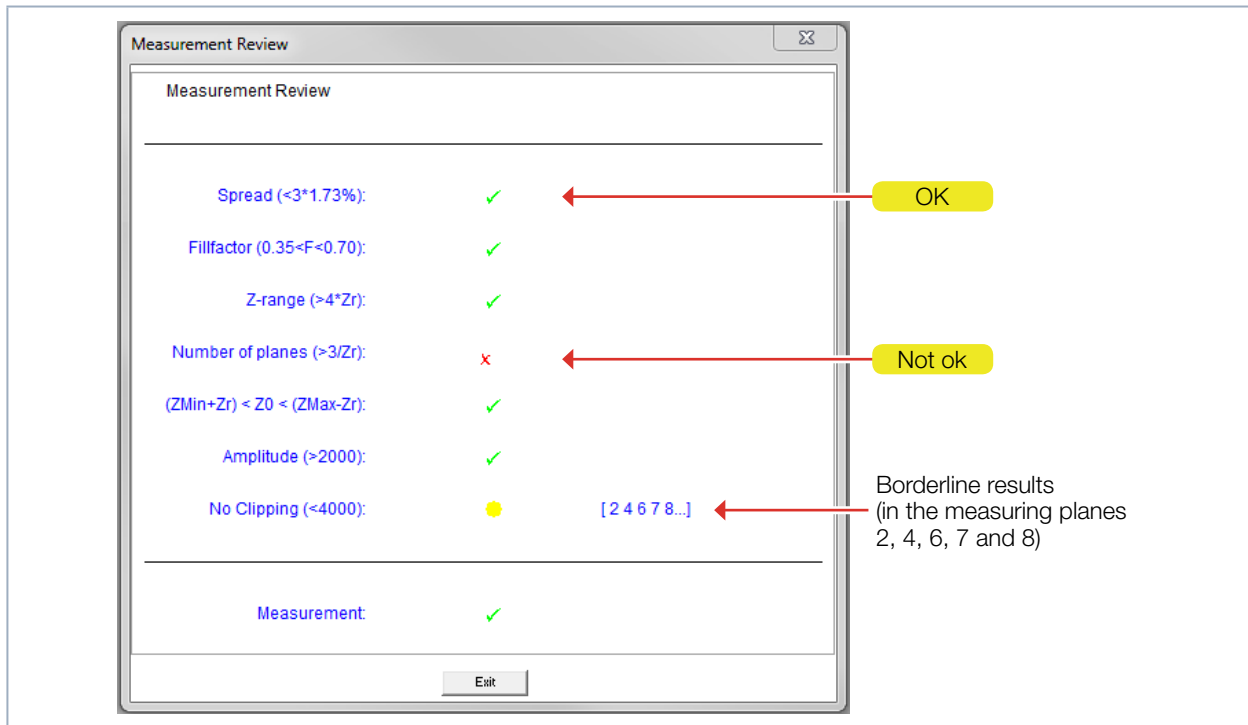 Measurement Review
Measurement Review
Spread (<3*1.73%):
OK
Fillfactor (0.35<F<0.70):
Z-range (>4*Zr):
Number of planes (>3/Zr):
Not ok
(ZMin+Zr) < Z0 < (ZMax-Zr):
Amplitude (>2000):
No Clipping (<4000):
[ 2 4 6 7 8...]
Borderline results
(in the measuring planes
2, 4, 6, 7 and 8)
Measurement:
Exit